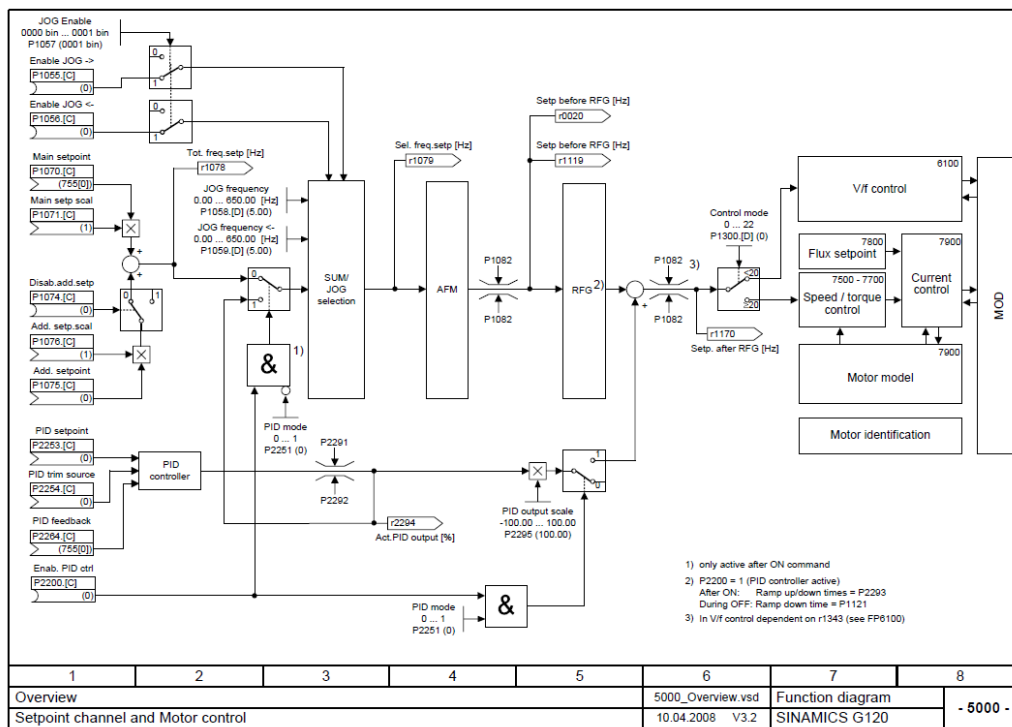 JOG Enable
0000 bin ... 0001 bin
P1057 (0001 bin)
Enable JOG ->
P1055.[C]
(0)
0
1
Enable JOG <-
P1056.[C]
(0)
0
1
Main setpoint
P1070.[C]
(755[0])
Main setp scal
P1071.[C]
(1)
+
+
Tot. freq.setp [Hz]
r1078
Disab.add.setp
P1074.[C]
(0)
0
1
Add. setp.scal
P1076.[C]
(1)
Add. setpoint
P1075.[C]
(0)
JOG frequency
0.00 ... 650.00 [Hz]
P1058.[D] (5.00)
JOG frequency <-
0.00 ... 650.00 [Hz]
P1059.[D] (5.00)
0
1
&
1)
PID mode
0 ... 1
P2251 (0)
SUM/
JOG
selection
Sel. freq.setp [Hz]
r1079
AFM
P1082
P1082
Setp before RFG [Hz]
r0020
Setp before RFG [Hz]
r1119
RFG
2)
+
P1082
3)
P1082
Control mode
0 ... 22
P1300.[D] (0)
<20
≥20
r1170
Setp. after RFG [Hz]
6100
V/f control
7800
Flux setpoint
7500 - 7700
Speed / torque
control
7900
Current
control
7900
Motor model
Motor identification
MOD
PID setpoint
P2253.[C]
(0)
PID trim source
P2254.[C]
(0)
PID feedback
P2264.[C]
(755[0])
Enab. PID ctrl
P2200.[C]
(0)
PID
controller
P2291
P2292
r2294
Act.PID output [%]
PID output scale
-100.00 ... 100.00
P2295 (100.00)
1
0
PID mode
0 ... 1
P2251 (0)
&
1) only active after ON command
2) P2200 = 1 (PID controller active)
After ON: Ramp up/down times = P2293
During OFF: Ramp down time = P1121
3) In V/f control dependent on r1343 (see FP6100)
1 2 3 4 5 6 7 8
Overview 5000_Overview.vsd Function diagram
- 5000 -
Setpoint channel and Motor control 10.04.2008 V3.2 SINAMICS G120